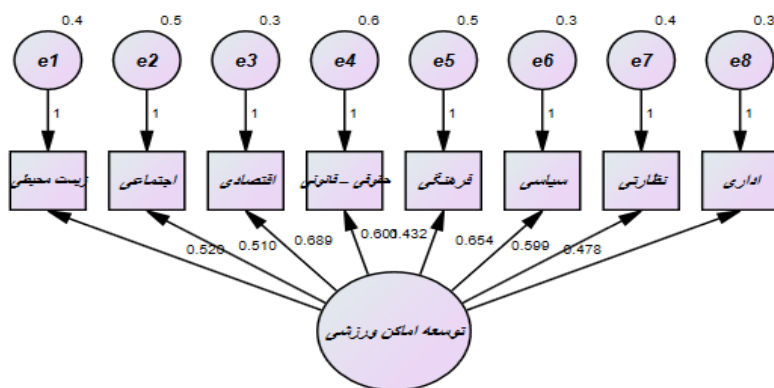 0.4 0.5 0.3 0.6 0.5 0.3 0.4 0.3
e1 e2 e3 e4 e5 e6 e7 e8
1 1 1 1 1 1 1 1
زیست محیطی
اجتماعی
اقتصادی
حقوقی - قانونی
فرهنگی
سیاسی
نظارتی
اداری
0.520 0.510 0.689 0.432 0.654 0.599 0.478
توسعه اماکن ورزشی